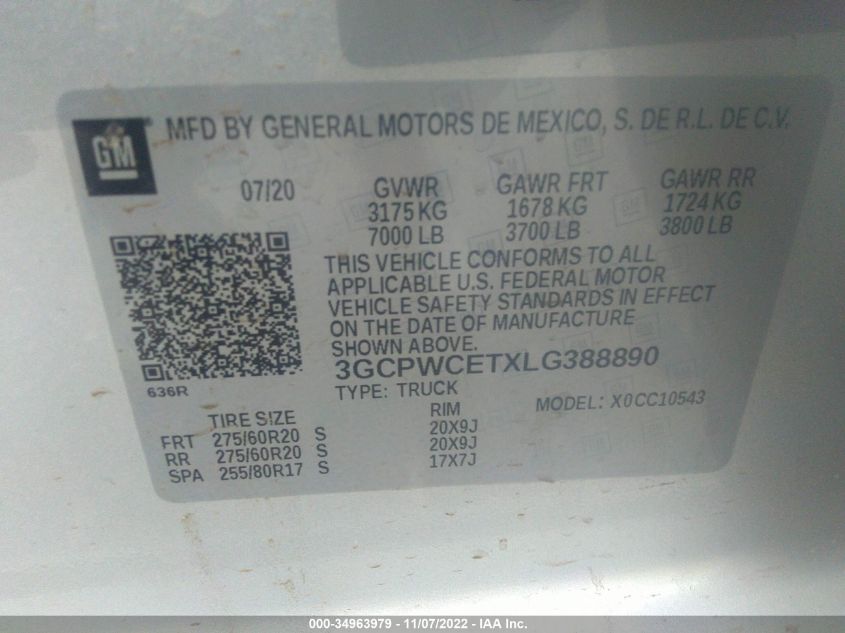 GM
MFD BY GENERAL MOTORS DE MEXICO, S. DE R.L. DE C.V.
07/20 GVWR GAWR FRT GAWR RR
3175 KG 1678 KG 1724 KG
7000 LB 3700 LB 3800 LB
THIS VEHICLE CONFORMS TO ALL
APPLICABLE U.S. FEDERAL MOTOR
VEHICLE SAFETY STANDARDS IN EFFECT
ON THE DATE OF MANUFACTURE
SHOWN ABOVE.
3GCPWCETXLG388890
636R
TYPE: TRUCK MODEL: X0CC10543
TIRE SIZE RIM
FRT 275/60R20 S 20X9J
RR 275/60R20 S 20X9J
SPA 255/80R17 S 17X7J
000-34963979 - 11/07/2022 - IAA Inc.